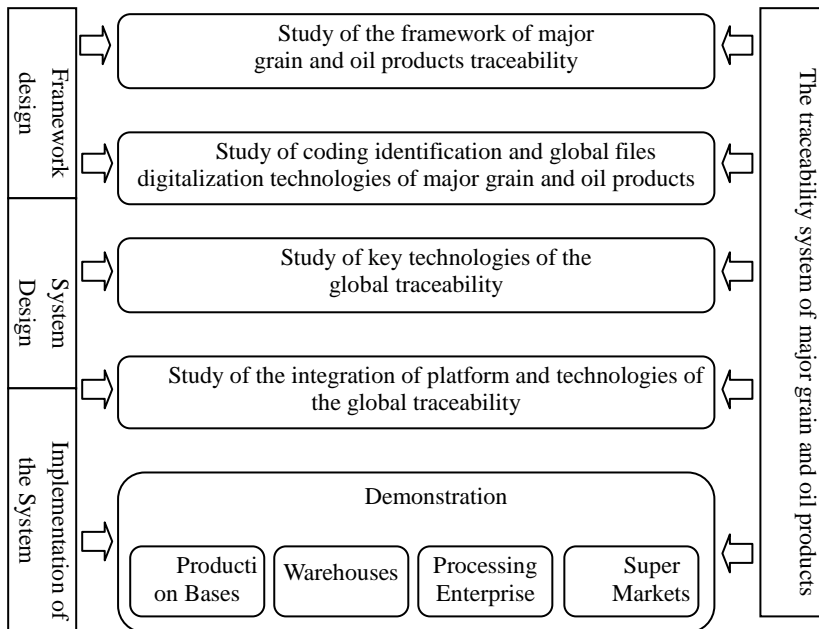 Framework
design
System
Design
Implementation of
the System
Study of the framework of major
grain and oil products traceability
Study of coding identification and global files
digitalization technologies of major grain and oil products
Study of key technologies of the
global traceability
Study of the integration of platform and technologies of
the global traceability
Demonstration
Producti
on Bases
Warehouses
Processing
Enterprise
Super
Markets
The traceability system of major grain and oil products